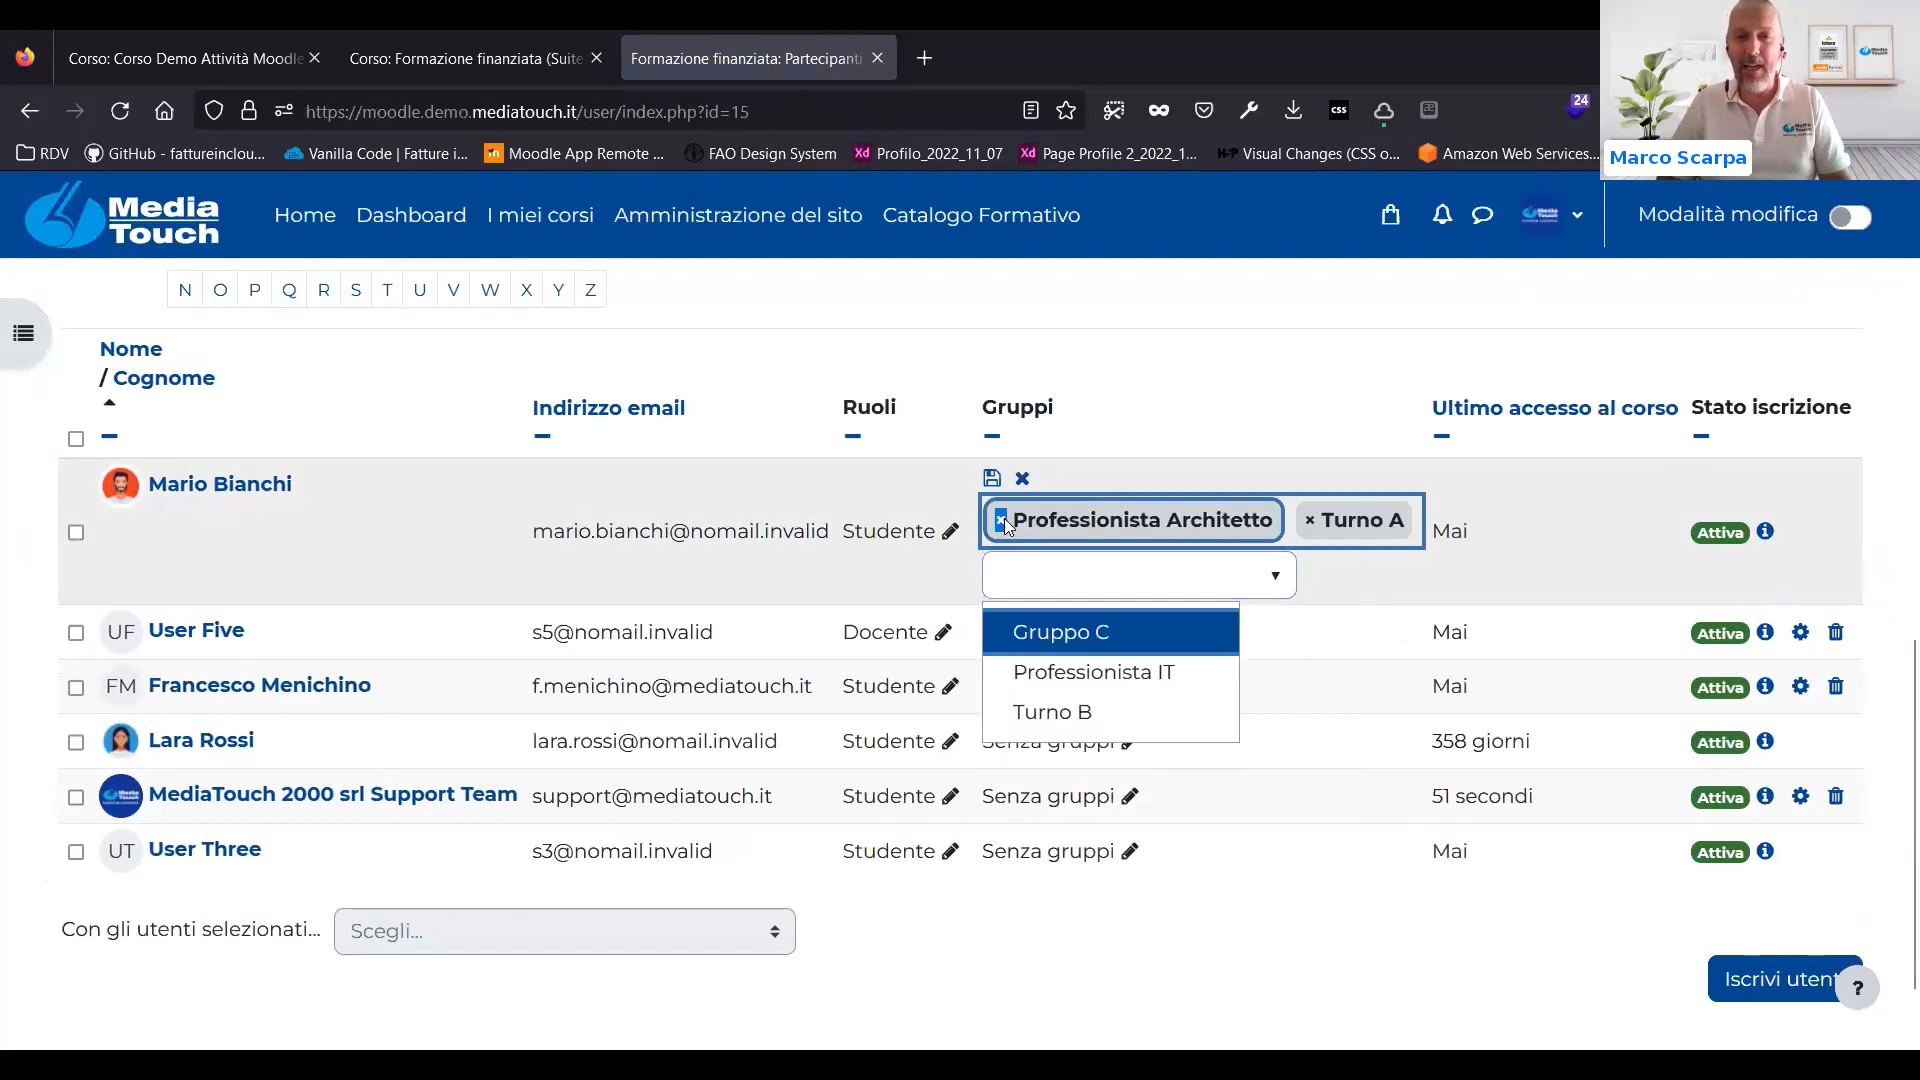 Corso: Corso Demo Attività Moodle
Corso: Formazione finanziata (Suite
Formazione finanziata: Partecipanti
https://moodle.demo.mediatouch.it/user/index.php?id=15
css
24
RDV
GitHub - fattureinclou...
Vanilla Code | Fatture i...
Moodle App Remote ...
FAO Design System
Xd Profilo_2022_11_07
Xd Page Profile 2_2022_1...
Visual Changes (CSS o...
Amazon Web Services...
Marco Scarpa
Media Touch
Home
Dashboard
I miei corsi
Amministrazione del sito
Catalogo Formativo
Modalità modifica
N O P Q R S T U V W X Y Z
Nome
/ Cognome
Indirizzo email
Ruoli
Gruppi
Ultimo accesso al corso
Stato iscrizione
Mario Bianchi
mario.bianchi@nomail.invalid
Studente
× Professionista Architetto
× Turno A
Mai
Attiva
Gruppo C
Professionista IT
Turno B
UF User Five
s5@nomail.invalid
Docente
Mai
Attiva
FM Francesco Menichino
f.menichino@mediatouch.it
Studente
Mai
Attiva
Lara Rossi
lara.rossi@nomail.invalid
Studente
Senza gruppi
358 giorni
Attiva
MediaTouch 2000 srl Support Team
support@mediatouch.it
Studente
Senza gruppi
51 secondi
Attiva
UT User Three
s3@nomail.invalid
Studente
Senza gruppi
Mai
Attiva
Con gli utenti selezionati...
Scegli...
Iscrivi utent
?